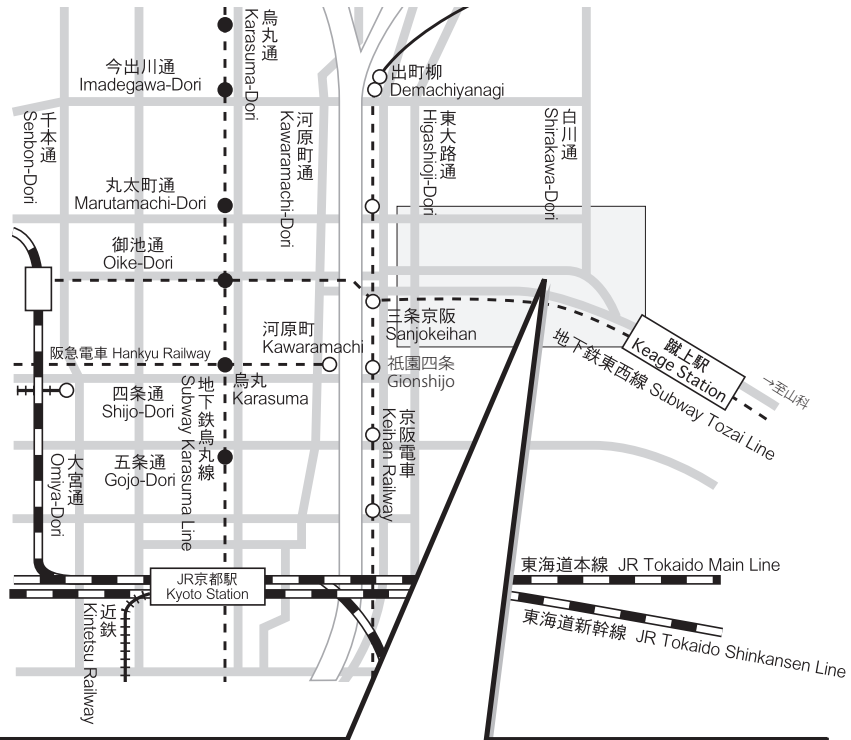 烏丸通
Karasuma-Dori
今出川通
Imadegawa-Dori
出町柳
Demachiyanagi
千本通
Senbon-Dori
河原町通
Kawaramachi-Dori
東大路通
Higashioji-Dori
白川通
Shirakawa-Dori
丸太町通
Marutamachi-Dori
御池通
Oike-Dori
三条京阪
Sanjokeihan
河原町
Kawaramachi
阪急電車 Hankyu Railway
烏丸
Karasuma
祇園四条
Gionshijo
蹴上駅
Keage Station
→至山科
地下鉄東西線 Subway Tozai Line
四条通
Shijo-Dori
地下鉄烏丸線
Subway Karasuma Line
京阪電車
Keihan Railway
五条通
Gojo-Dori
大宮通
Omiya-Dori
JR京都駅
Kyoto Station
東海道本線 JR Tokaido Main Line
東海道新幹線 JR Tokaido Shinkansen Line
近鉄
Kintetsu Railway